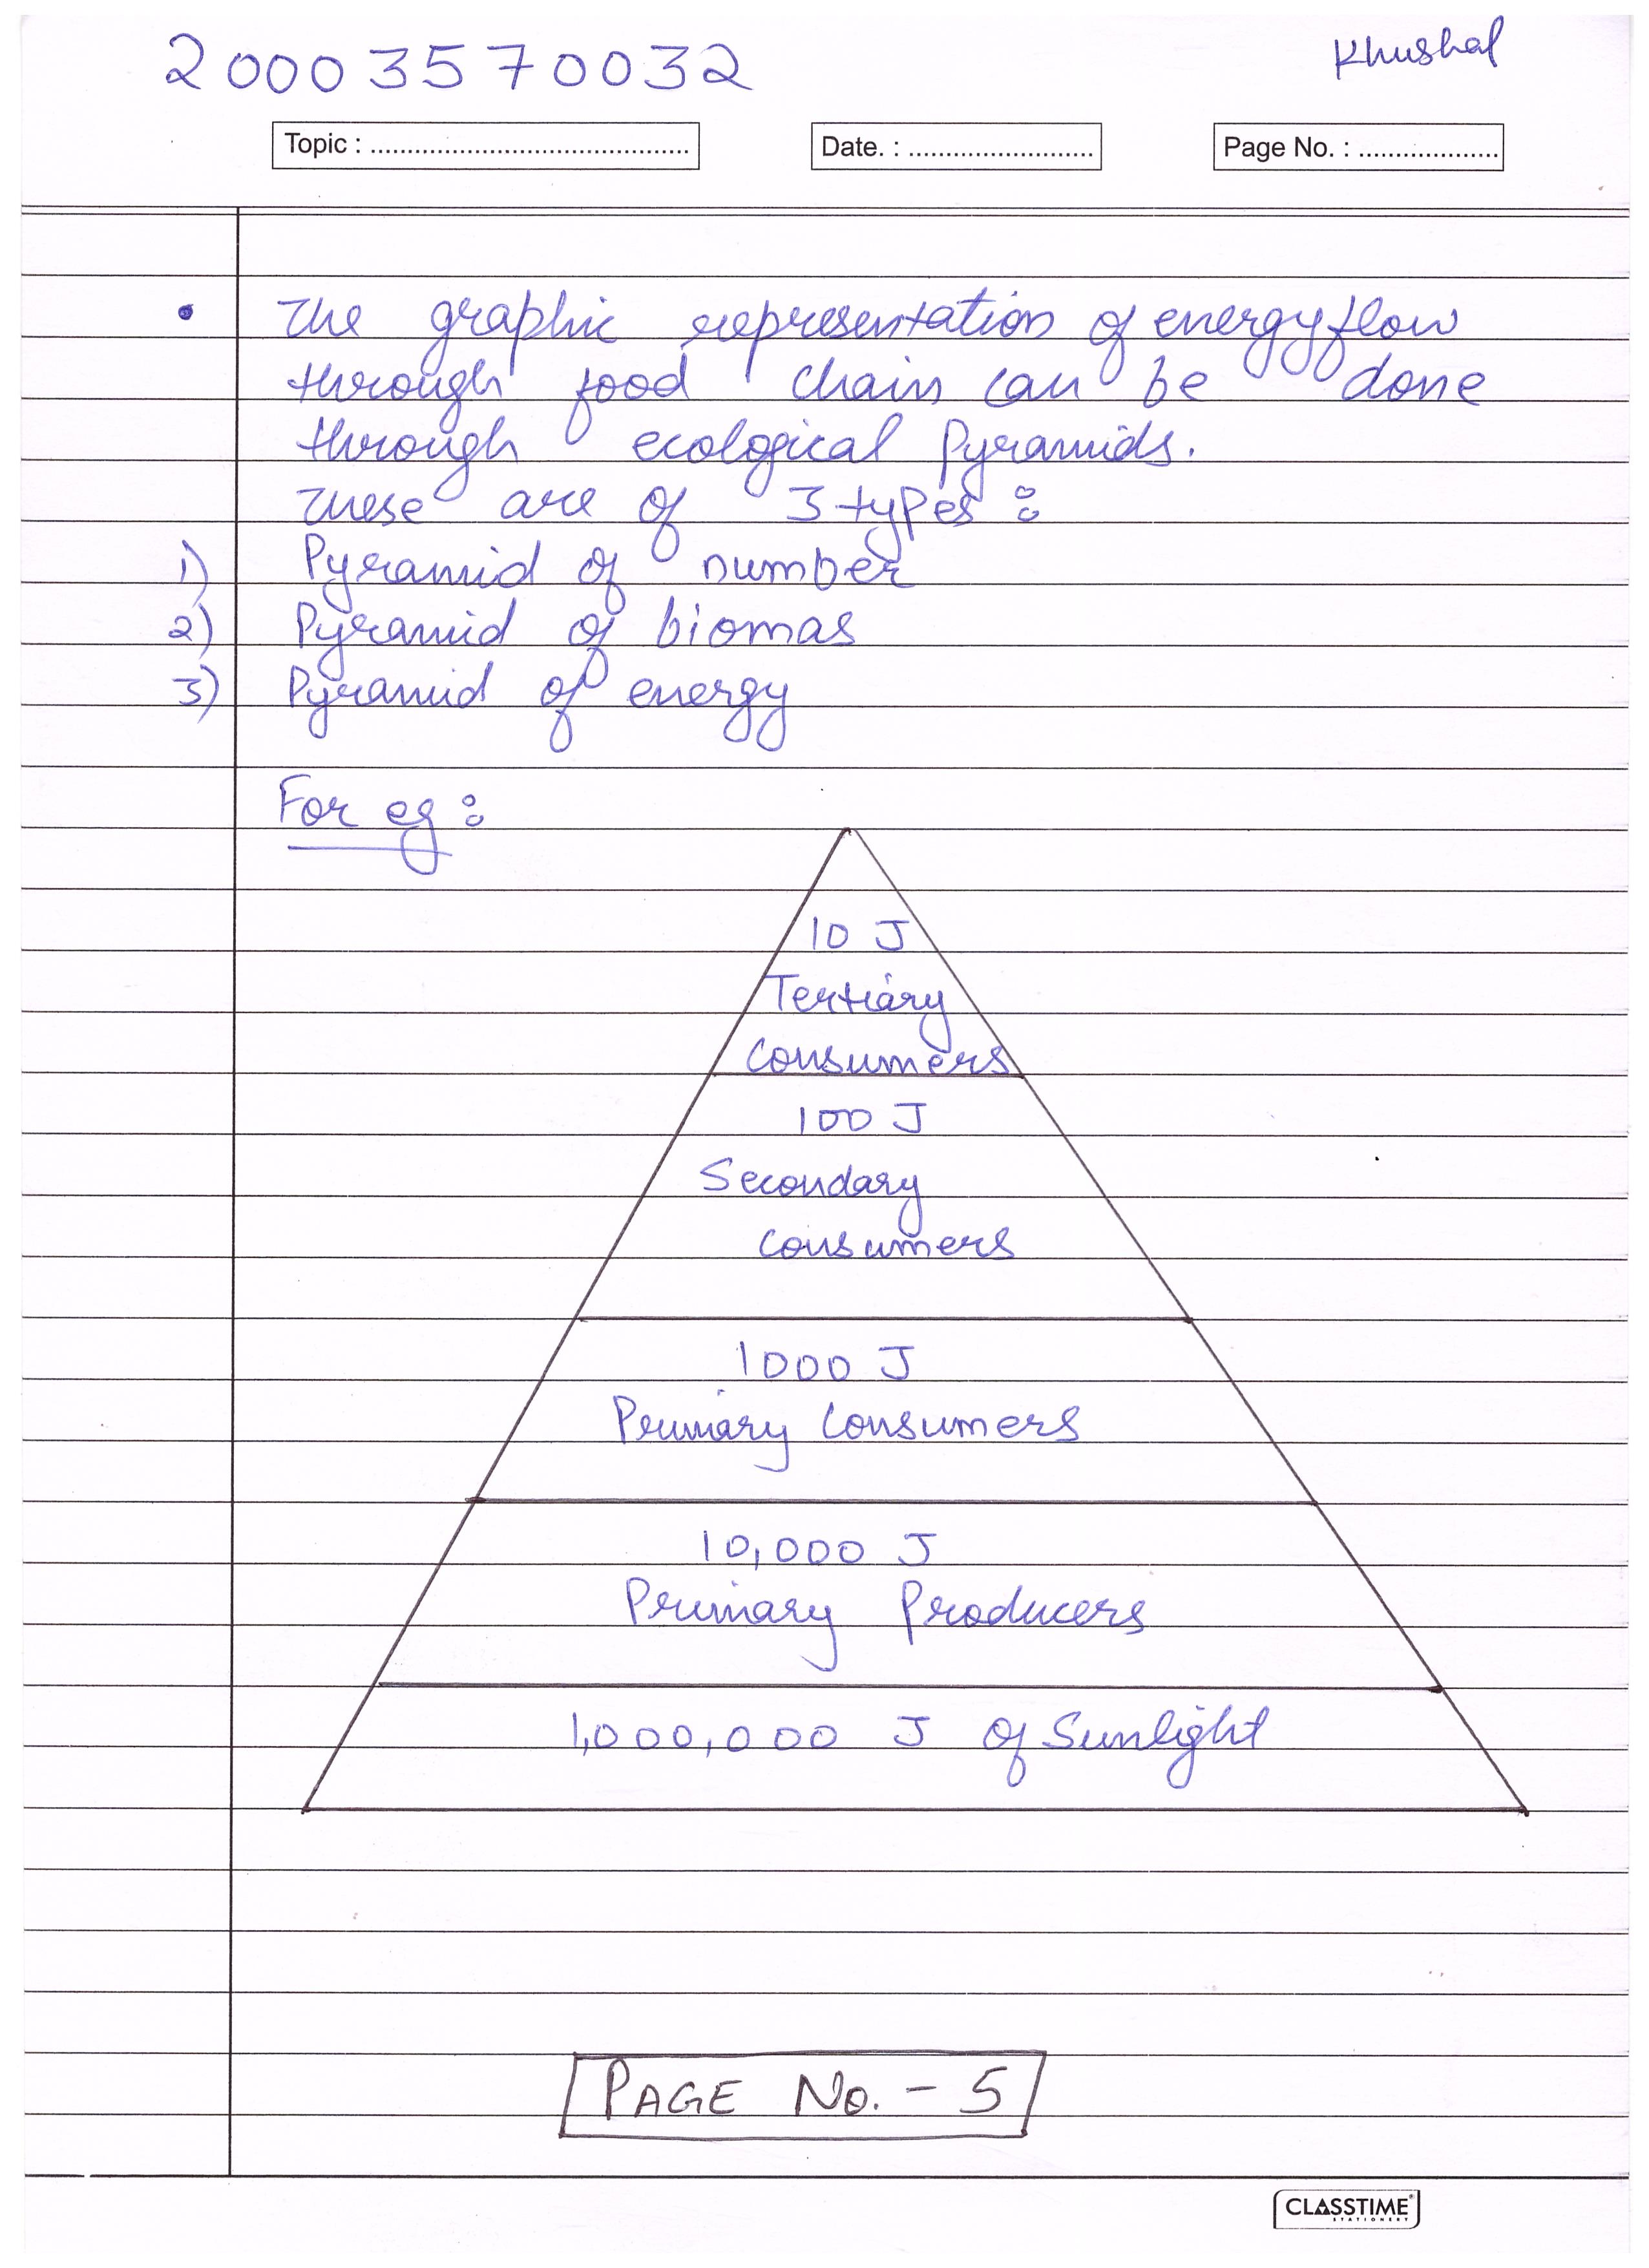 20003570032
Khushal
Topic : ...........................................
Date. : .........................
Page No. : ...................
• The graphic representation of energy flow
through food chain can be done
through ecological Pyramids.
These are of 3 types :
1) Pyramid of number
2) Pyramid of biomas
3) Pyramid of energy
For eg :
10 J
Tertiary
Consumers
100 J
Secondary
Consumers
1000 J
Primary Consumers
10,000 J
Primary Producers
1,000,000 J of Sunlight
PAGE No. - 5
CLASSTIME
STATIONERY